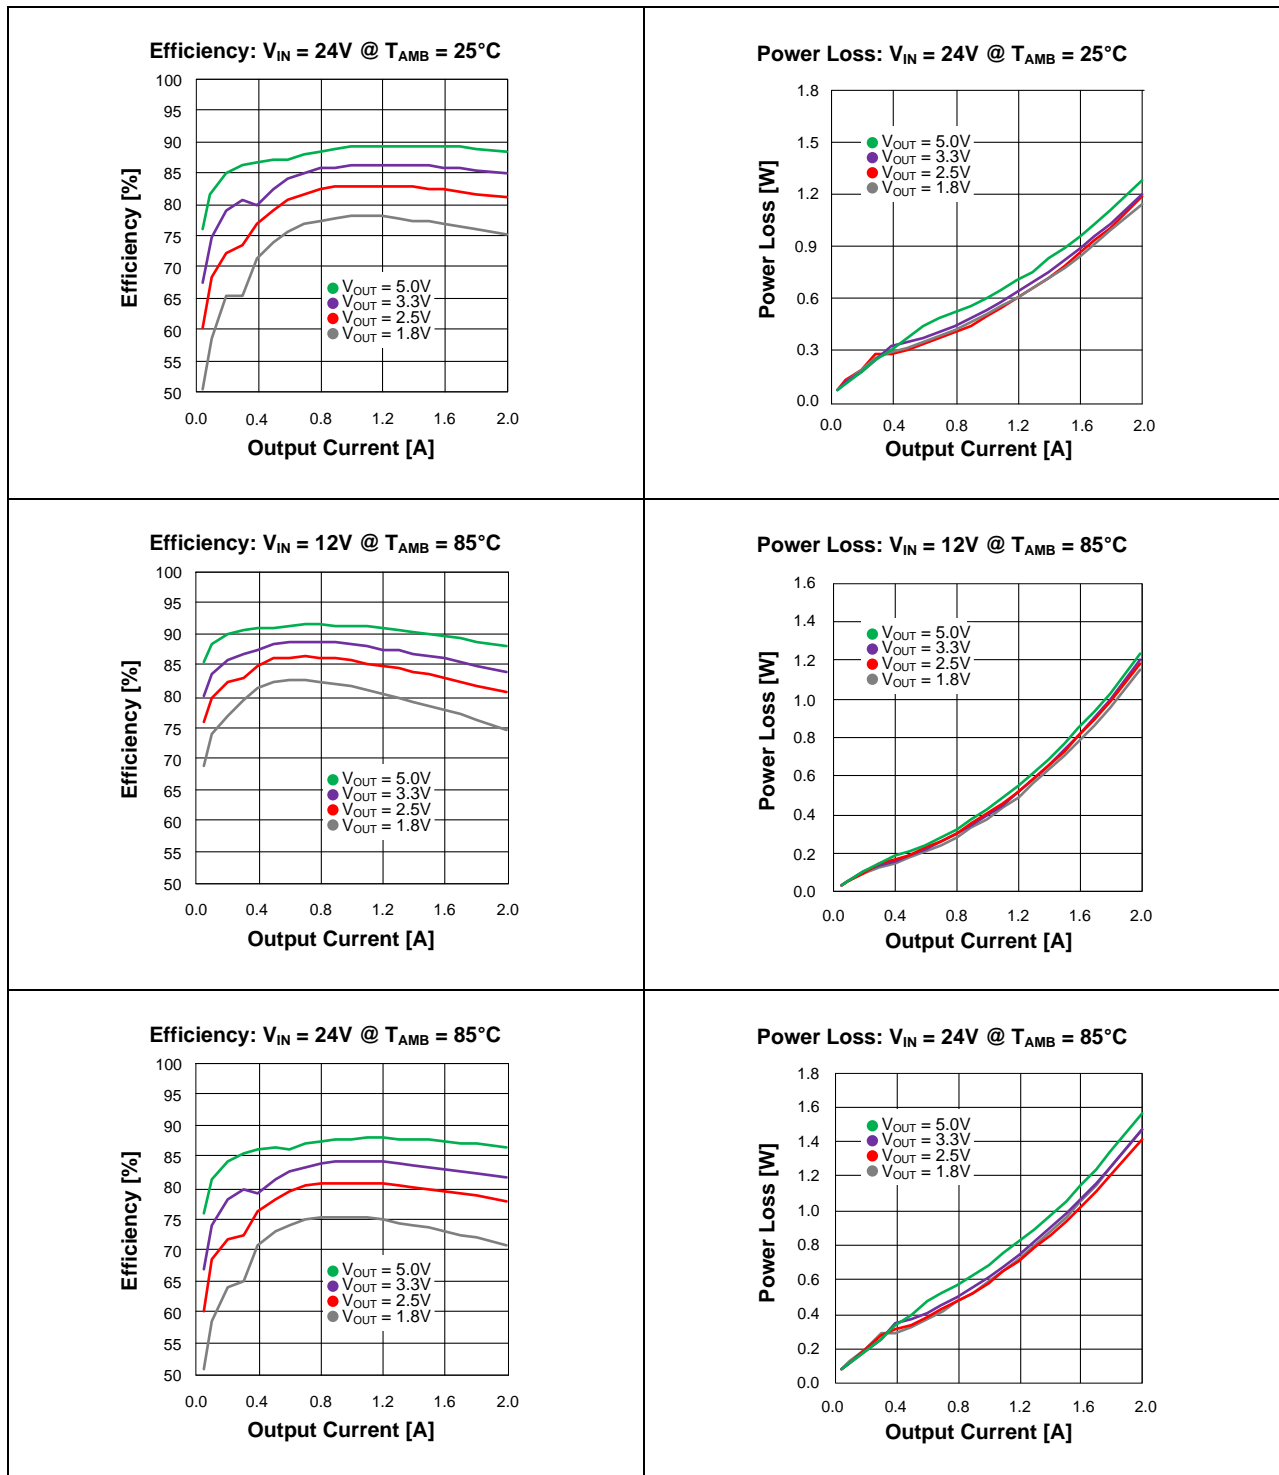 Efficiency: VIN = 24V @ TAMB = 25°C
100
95
90
85
80
75
70
65
60
55
50
Efficiency [%]
VOUT = 5.0V
VOUT = 3.3V
VOUT = 2.5V
VOUT = 1.8V
0.0 0.4 0.8 1.2 1.6 2.0
Output Current [A]
Power Loss: VIN = 24V @ TAMB = 25°C
1.8
1.5
1.2
0.9
0.6
0.3
0.0
Power Loss [W]
VOUT = 5.0V
VOUT = 3.3V
VOUT = 2.5V
VOUT = 1.8V
0.0 0.4 0.8 1.2 1.6 2.0
Output Current [A]
Efficiency: VIN = 12V @ TAMB = 85°C
100
95
90
85
80
75
70
65
60
55
50
Efficiency [%]
VOUT = 5.0V
VOUT = 3.3V
VOUT = 2.5V
VOUT = 1.8V
0.0 0.4 0.8 1.2 1.6 2.0
Output Current [A]
Power Loss: VIN = 12V @ TAMB = 85°C
1.6
1.4
1.2
1.0
0.8
0.6
0.4
0.2
0.0
Power Loss [W]
VOUT = 5.0V
VOUT = 3.3V
VOUT = 2.5V
VOUT = 1.8V
0.0 0.4 0.8 1.2 1.6 2.0
Output Current [A]
Efficiency: VIN = 24V @ TAMB = 85°C
100
95
90
85
80
75
70
65
60
55
50
Efficiency [%]
VOUT = 5.0V
VOUT = 3.3V
VOUT = 2.5V
VOUT = 1.8V
0.0 0.4 0.8 1.2 1.6 2.0
Output Current [A]
Power Loss: VIN = 24V @ TAMB = 85°C
1.8
1.6
1.4
1.2
1.0
0.8
0.6
0.4
0.2
0.0
Power Loss [W]
VOUT = 5.0V
VOUT = 3.3V
VOUT = 2.5V
VOUT = 1.8V
0.0 0.4 0.8 1.2 1.6 2.0
Output Current [A]